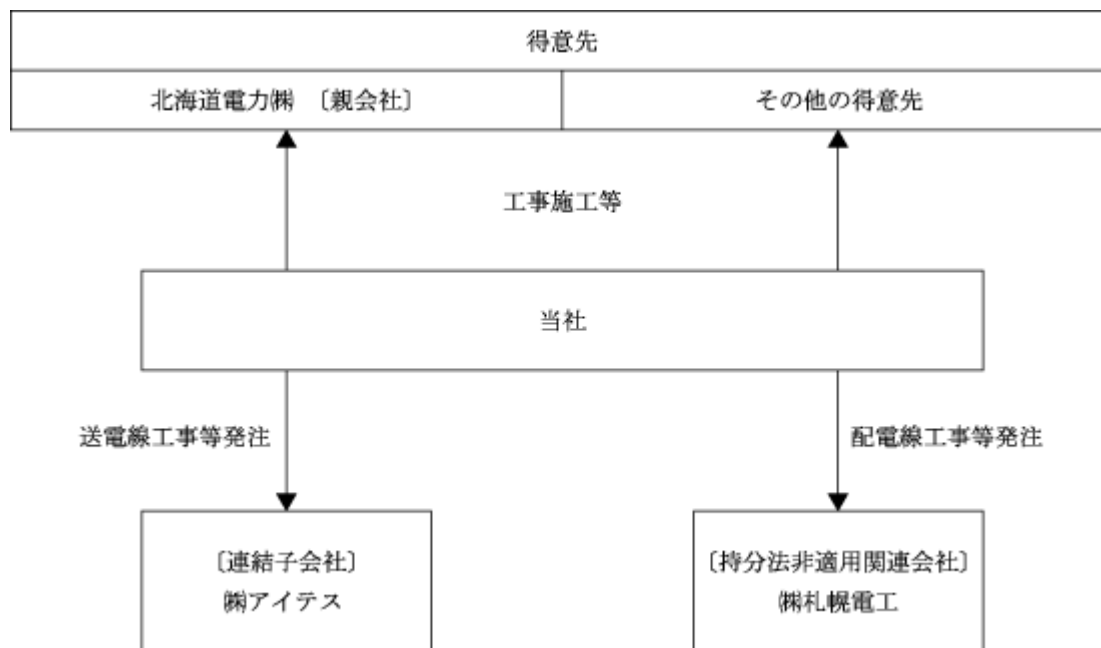 得意先
北海道電力㈱ 〔親会社〕
その他の得意先
工事施工等
当社
送電線工事等発注
配電線工事等発注
〔連結子会社〕
㈱アイテス
〔持分法非適用関連会社〕
㈱札幌電工